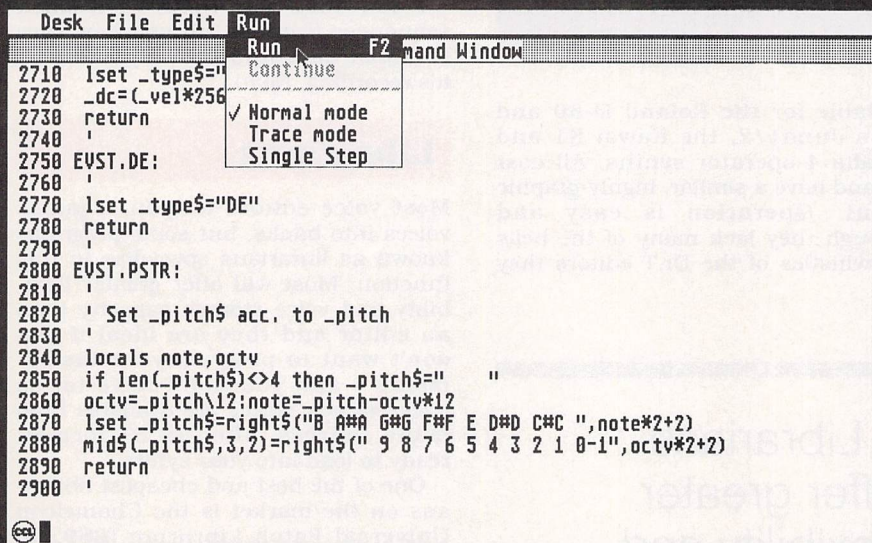 Desk File Edit Run
mand Window
Run F2
Continue
✓ Normal mode
Trace mode
Single Step
2710 lset _type$="
2720 _dc=(_vel*256
2730 return
2740 '
2750 EVST.DE:
2760 '
2770 lset _type$="DE"
2780 return
2790 '
2800 EVST.PSTR:
2810
2820 ' Set _pitch$ acc. to _pitch
2830 '
2840 locals note,octv
2850 if len(_pitch$)<>4 then _pitch$="    "
2860 octv=_pitch\12:note=_pitch-octv*12
2870 lset _pitch$=right$("B A#A G#G F#F E D#D C#C ",note*2+2)
2880 mid$(_pitch$,3,2)=right$(" 9 8 7 6 5 4 3 2 1 0-1",octv*2+2)
2890 return
2900 '
CCL